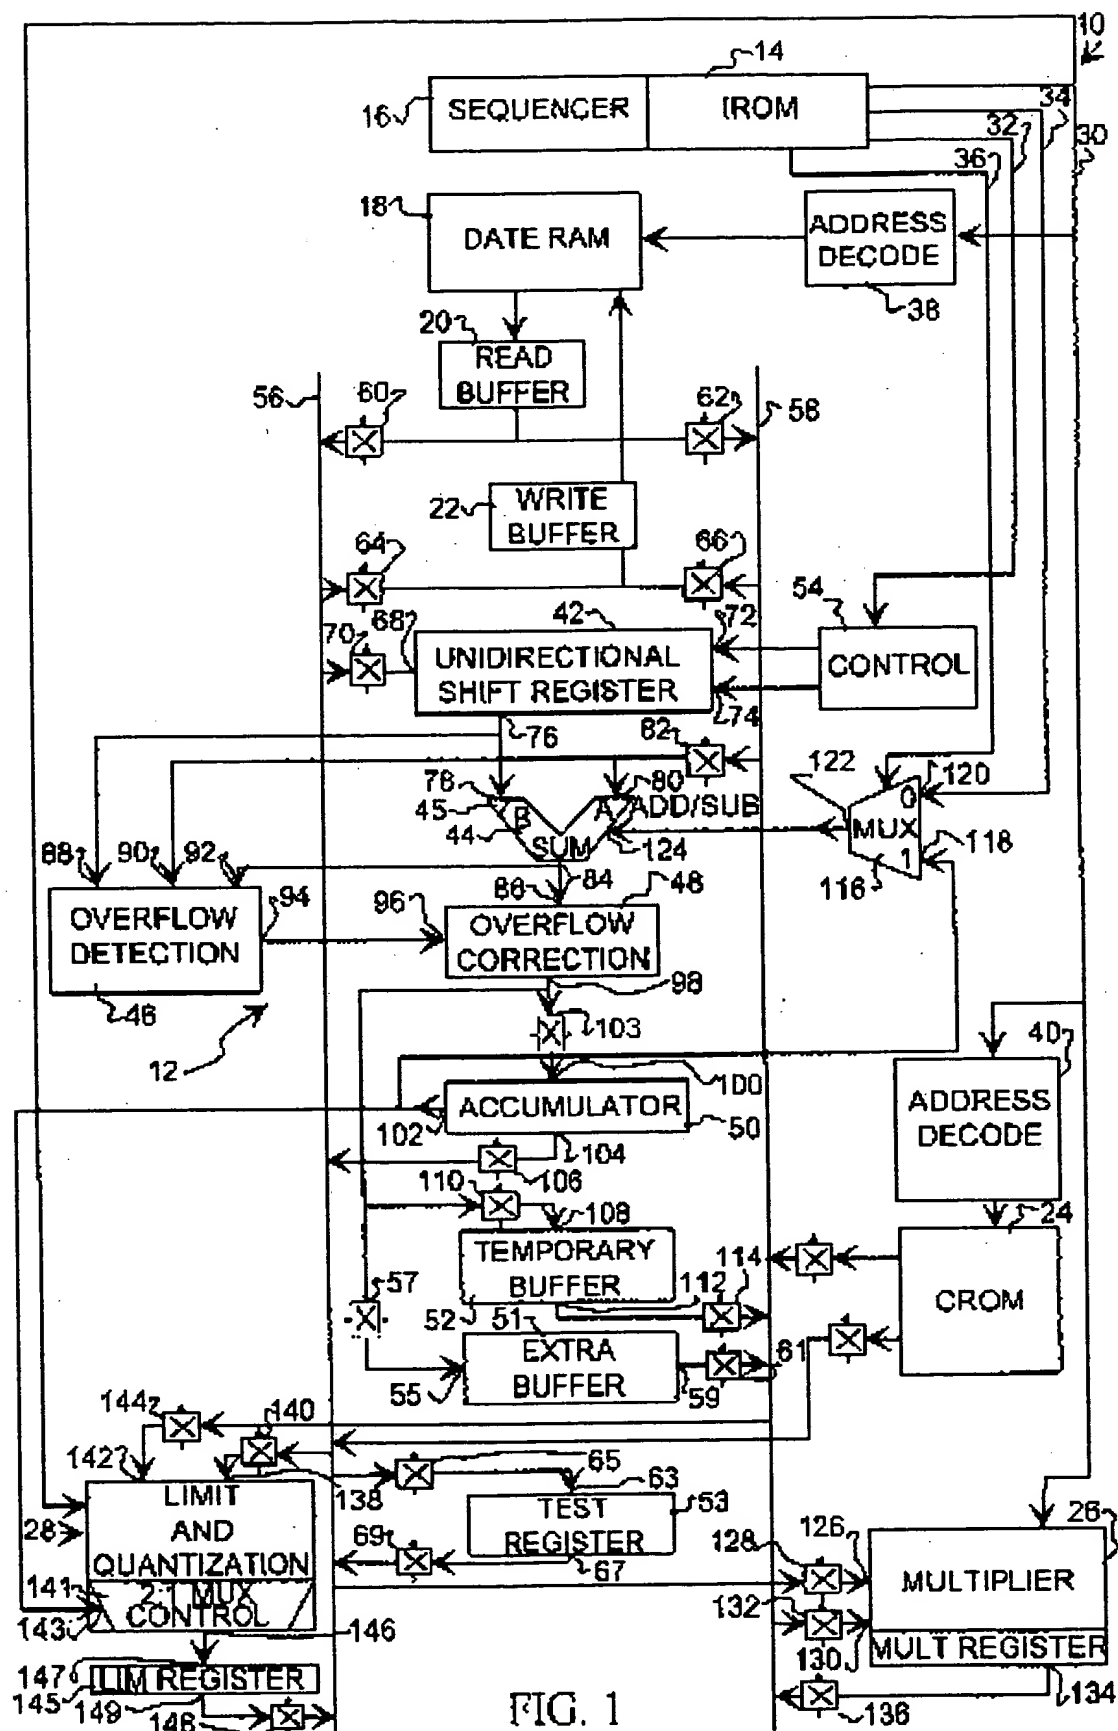 10
14
16 SEQUENCER IROM
34
32
30
36
18 DATE RAM
ADDRESS DECODE
38
20
READ BUFFER
56 60 62 58
22 WRITE BUFFER
64 66
54
42 72
70 68
UNIDIRECTIONAL SHIFT REGISTER
CONTROL
74
76 82
78 80 122 120
45 B A ADD/SUB 0
44 SUM MUX
124 1 118
116
88 90 92 84
86 48
94 96
OVERFLOW DETECTION
OVERFLOW CORRECTION
46 98
12 103
40
100
ACCUMULATOR
ADDRESS DECODE
102 50
104
106
110 108 24
TEMPORARY BUFFER
57 112 114
52 51
CROM
EXTRA BUFFER
55 59 61
144 140
142 138 65
63
LIMIT AND QUANTIZATION
28
TEST REGISTER
53
69 67
128 126 26
MULTIPLIER
141 2:1 MUX CONTROL
143
132
146 130 MULT REGISTER
147 LIM REGISTER
145
149 134
148 136
FIG. 1